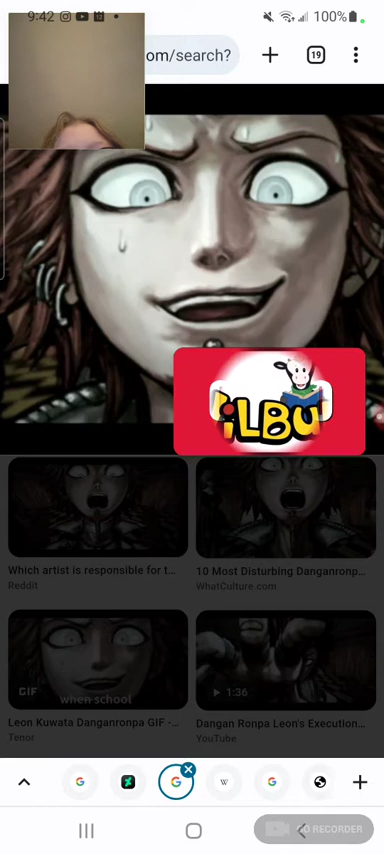 9:42
100%
om/search?
19
iLBU
Which artist is responsible for t...
Reddit
10 Most Disturbing Danganronp...
WhatCulture.com
GIF
when school
1:36
Leon Kuwata Danganronpa GIF -...
Tenor
Dangan Ronpa Leon's Execution...
YouTube
W
GO RECORDER